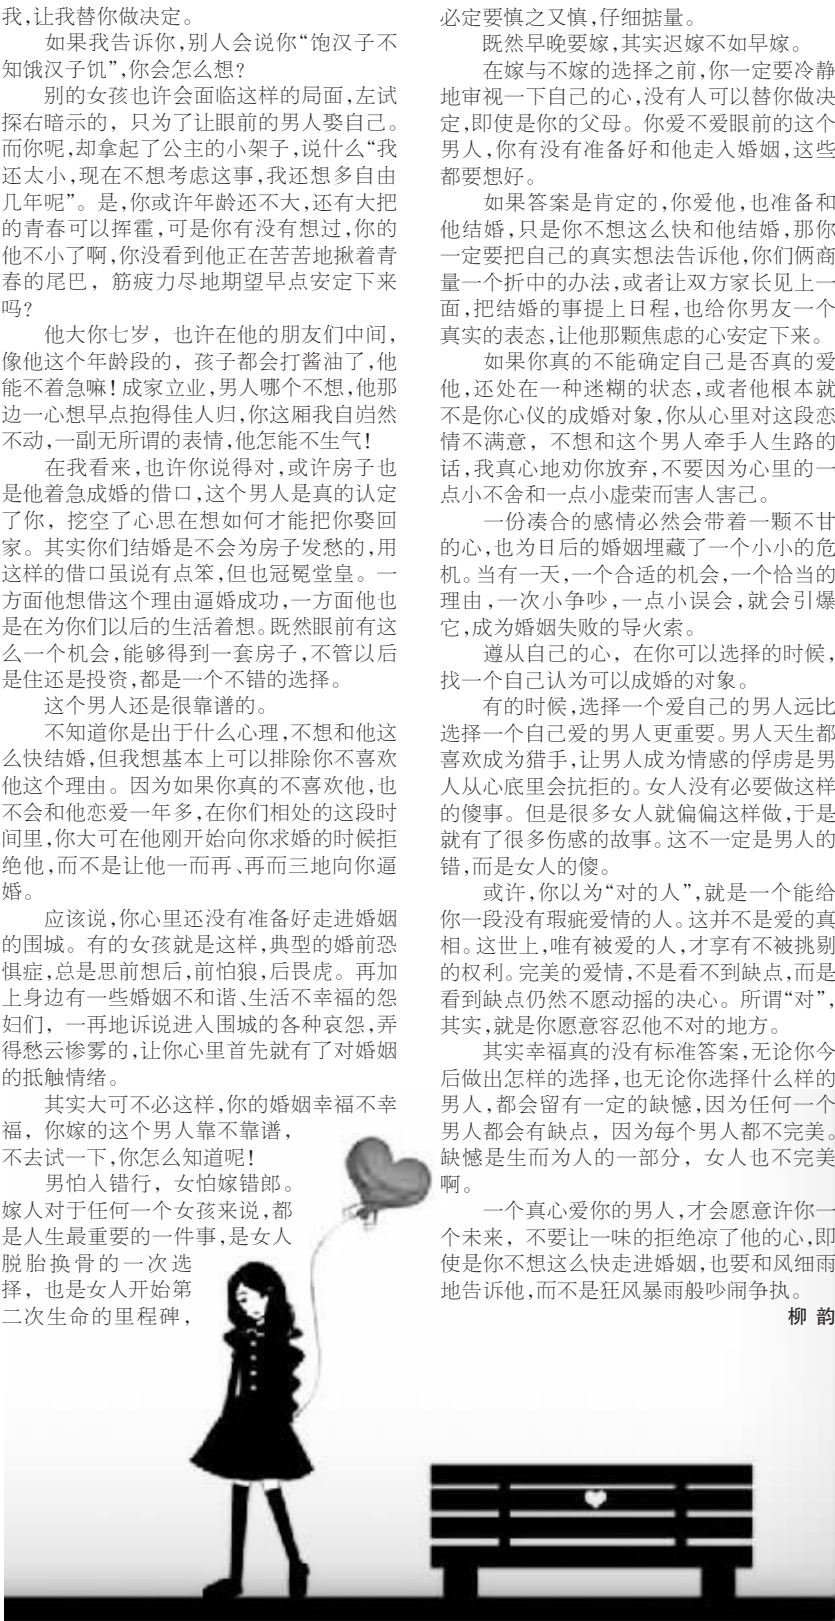 我,让我替你做决定。
如果我告诉你,别人会说你“饱汉子不
知饿汉子饥”,你会怎么想?
别的女孩也许会面临这样的局面,左试
探右暗示的，只为了让眼前的男人娶自己。
而你呢,却拿起了公主的小架子,说什么“我
还太小,现在不想考虑这事,我还想多自由
几年呢”。是,你或许年龄还不大,还有大把
的青春可以挥霍,可是你有没有想过,你的
他不小了啊,你没看到他正在苦苦地揪着青
春的尾巴，筋疲力尽地期望早点安定下来
吗?
他大你七岁，也许在他的朋友们中间,
像他这个年龄段的，孩子都会打酱油了,他
能不着急嘛!成家立业,男人哪个不想,他那
边一心想早点抱得佳人归,你这厢我自岿然
不动,一副无所谓的表情,他怎能不生气!
在我看来,也许你说得对,或许房子也
是他着急成婚的借口,这个男人是真的认定
了你，挖空了心思在想如何才能把你娶回
家。其实你们结婚是不会为房子发愁的,用
这样的借口虽说有点笨,但也冠冕堂皇。一
方面他想借这个理由逼婚成功,一方面他也
是在为你们以后的生活着想。既然眼前有这
么一个机会,能够得到一套房子,不管以后
是住还是投资,都是一个不错的选择。
这个男人还是很靠谱的。
不知道你是出于什么心理,不想和他这
么快结婚,但我想基本上可以排除你不喜欢
他这个理由。因为如果你真的不喜欢他,也
不会和他恋爱一年多,在你们相处的这段时
间里,你大可在他刚开始向你求婚的时候拒
绝他,而不是让他一而再、再而三地向你逼
婚。
应该说,你心里还没有准备好走进婚姻
的围城。有的女孩就是这样,典型的婚前恐
惧症,总是思前想后,前怕狼,后畏虎。再加
上身边有一些婚姻不和谐、生活不幸福的怨
妇们，一再地诉说进入围城的各种哀怨,弄
得愁云惨雾的,让你心里首先就有了对婚姻
的抵触情绪。
其实大可不必这样,你的婚姻幸福不幸
福，你嫁的这个男人靠不靠谱,
不去试一下,你怎么知道呢!
男怕入错行，女怕嫁错郎。
嫁人对于任何一个女孩来说,都
是人生最重要的一件事,是女人
脱胎换骨的一次选
择，也是女人开始第
二次生命的里程碑,
必定要慎之又慎,仔细掂量。
既然早晚要嫁,其实迟嫁不如早嫁。
在嫁与不嫁的选择之前,你一定要冷静
地审视一下自己的心,没有人可以替你做决
定,即使是你的父母。你爱不爱眼前的这个
男人,你有没有准备好和他走入婚姻,这些
都要想好。
如果答案是肯定的,你爱他,也准备和
他结婚,只是你不想这么快和他结婚,那你
一定要把自己的真实想法告诉他,你们俩商
量一个折中的办法,或者让双方家长见上一
面,把结婚的事提上日程,也给你男友一个
真实的表态,让他那颗焦虑的心安定下来。
如果你真的不能确定自己是否真的爱
他,还处在一种迷糊的状态,或者他根本就
不是你心仪的成婚对象,你从心里对这段恋
情不满意，不想和这个男人牵手人生路的
话,我真心地劝你放弃,不要因为心里的一
点小不舍和一点小虚荣而害人害己。
一份凑合的感情必然会带着一颗不甘
的心,也为日后的婚姻埋藏了一个小小的危
机。当有一天,一个合适的机会,一个恰当的
理由,一次小争吵,一点小误会,就会引爆
它,成为婚姻失败的导火索。
遵从自己的心，在你可以选择的时候,
找一个自己认为可以成婚的对象。
有的时候,选择一个爱自己的男人远比
选择一个自己爱的男人更重要。男人天生都
喜欢成为猎手,让男人成为情感的俘虏是男
人从心底里会抗拒的。女人没有必要做这样
的傻事。但是很多女人就偏偏这样做,于是
就有了很多伤感的故事。这不一定是男人的
错,而是女人的傻。
或许,你以为“对的人”,就是一个能给
你一段没有瑕疵爱情的人。这并不是爱的真
相。这世上,唯有被爱的人,才享有不被挑剔
的权利。完美的爱情,不是看不到缺点,而是
看到缺点仍然不愿动摇的决心。所谓“对”,
其实,就是你愿意容忍他不对的地方。
其实幸福真的没有标准答案,无论你今
后做出怎样的选择,也无论你选择什么样的
男人,都会留有一定的缺憾,因为任何一个
男人都会有缺点，因为每个男人都不完美。
缺憾是生而为人的一部分，女人也不完美
啊。
一个真心爱你的男人,才会愿意许你一
个未来，不要让一味的拒绝凉了他的心,即
使是你不想这么快走进婚姻,也要和风细雨
地告诉他,而不是狂风暴雨般吵闹争执。
柳 韵